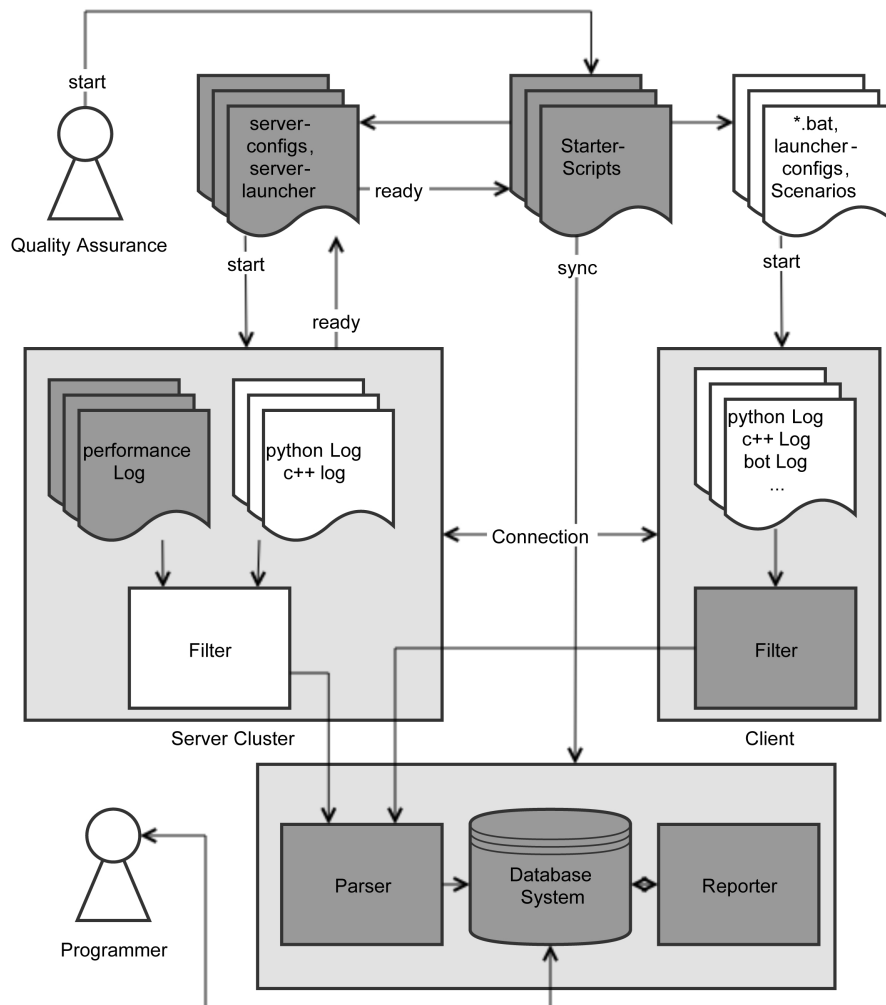 start
server-
configs,
server-
launcher
Starter-
Scripts
*.bat,
launcher-
configs,
Scenarios
ready
Quality Assurance
start
sync
start
ready
performance
Log
python Log
c++ log
python Log
c++ Log
bot Log
...
Connection
Filter
Filter
Server Cluster
Client
Parser
Database
System
Reporter
Programmer